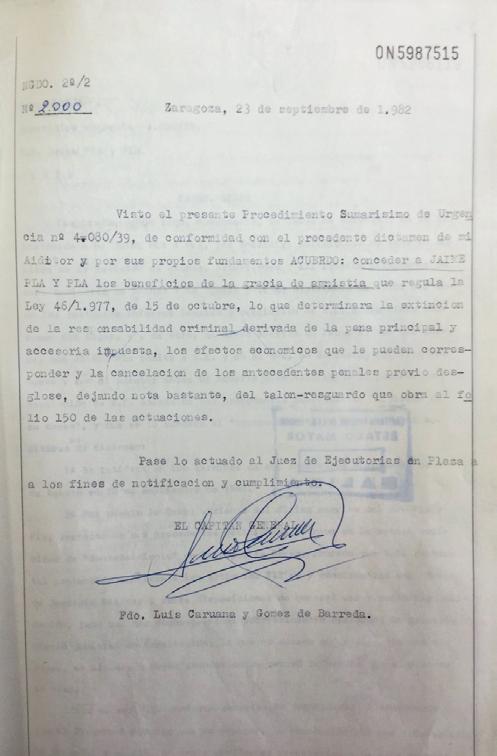 ON5987515
NGDO. 2º/2
Nº 2.000
Zaragoza, 23 de septiembre de 1.982
Visto el presente Procedimiento Sumarisimo de Urgen
cia nº 4.080/39, de conformidad con el precedente dictamen de mi
Aiditor y por sus propios fundamentos ACUERDO: conceder a JAIME
PLA Y PLA los beneficios de la gracia de amnistia que regula la
Ley 46/1.977, de 15 de octubre, lo que determinara la extincion
de la responsabilidad criminal derivada de la pena principal y
accesoria impuesta, los efectos economicos que le pueden corres-
ponder y la cancelacion de los antecedentes penales previo des-
glose, dejando nota bastante, del talon-resguardo que obra al fo
lio 150 de las actuaciones.
Pase lo actuado al Juez de Ejecutorias en Plaza a
a los fines de notificacion y cumplimiento.
EL CAPITAN GENERAL
Fdo. Luis Caruana y Gomez de Barreda.